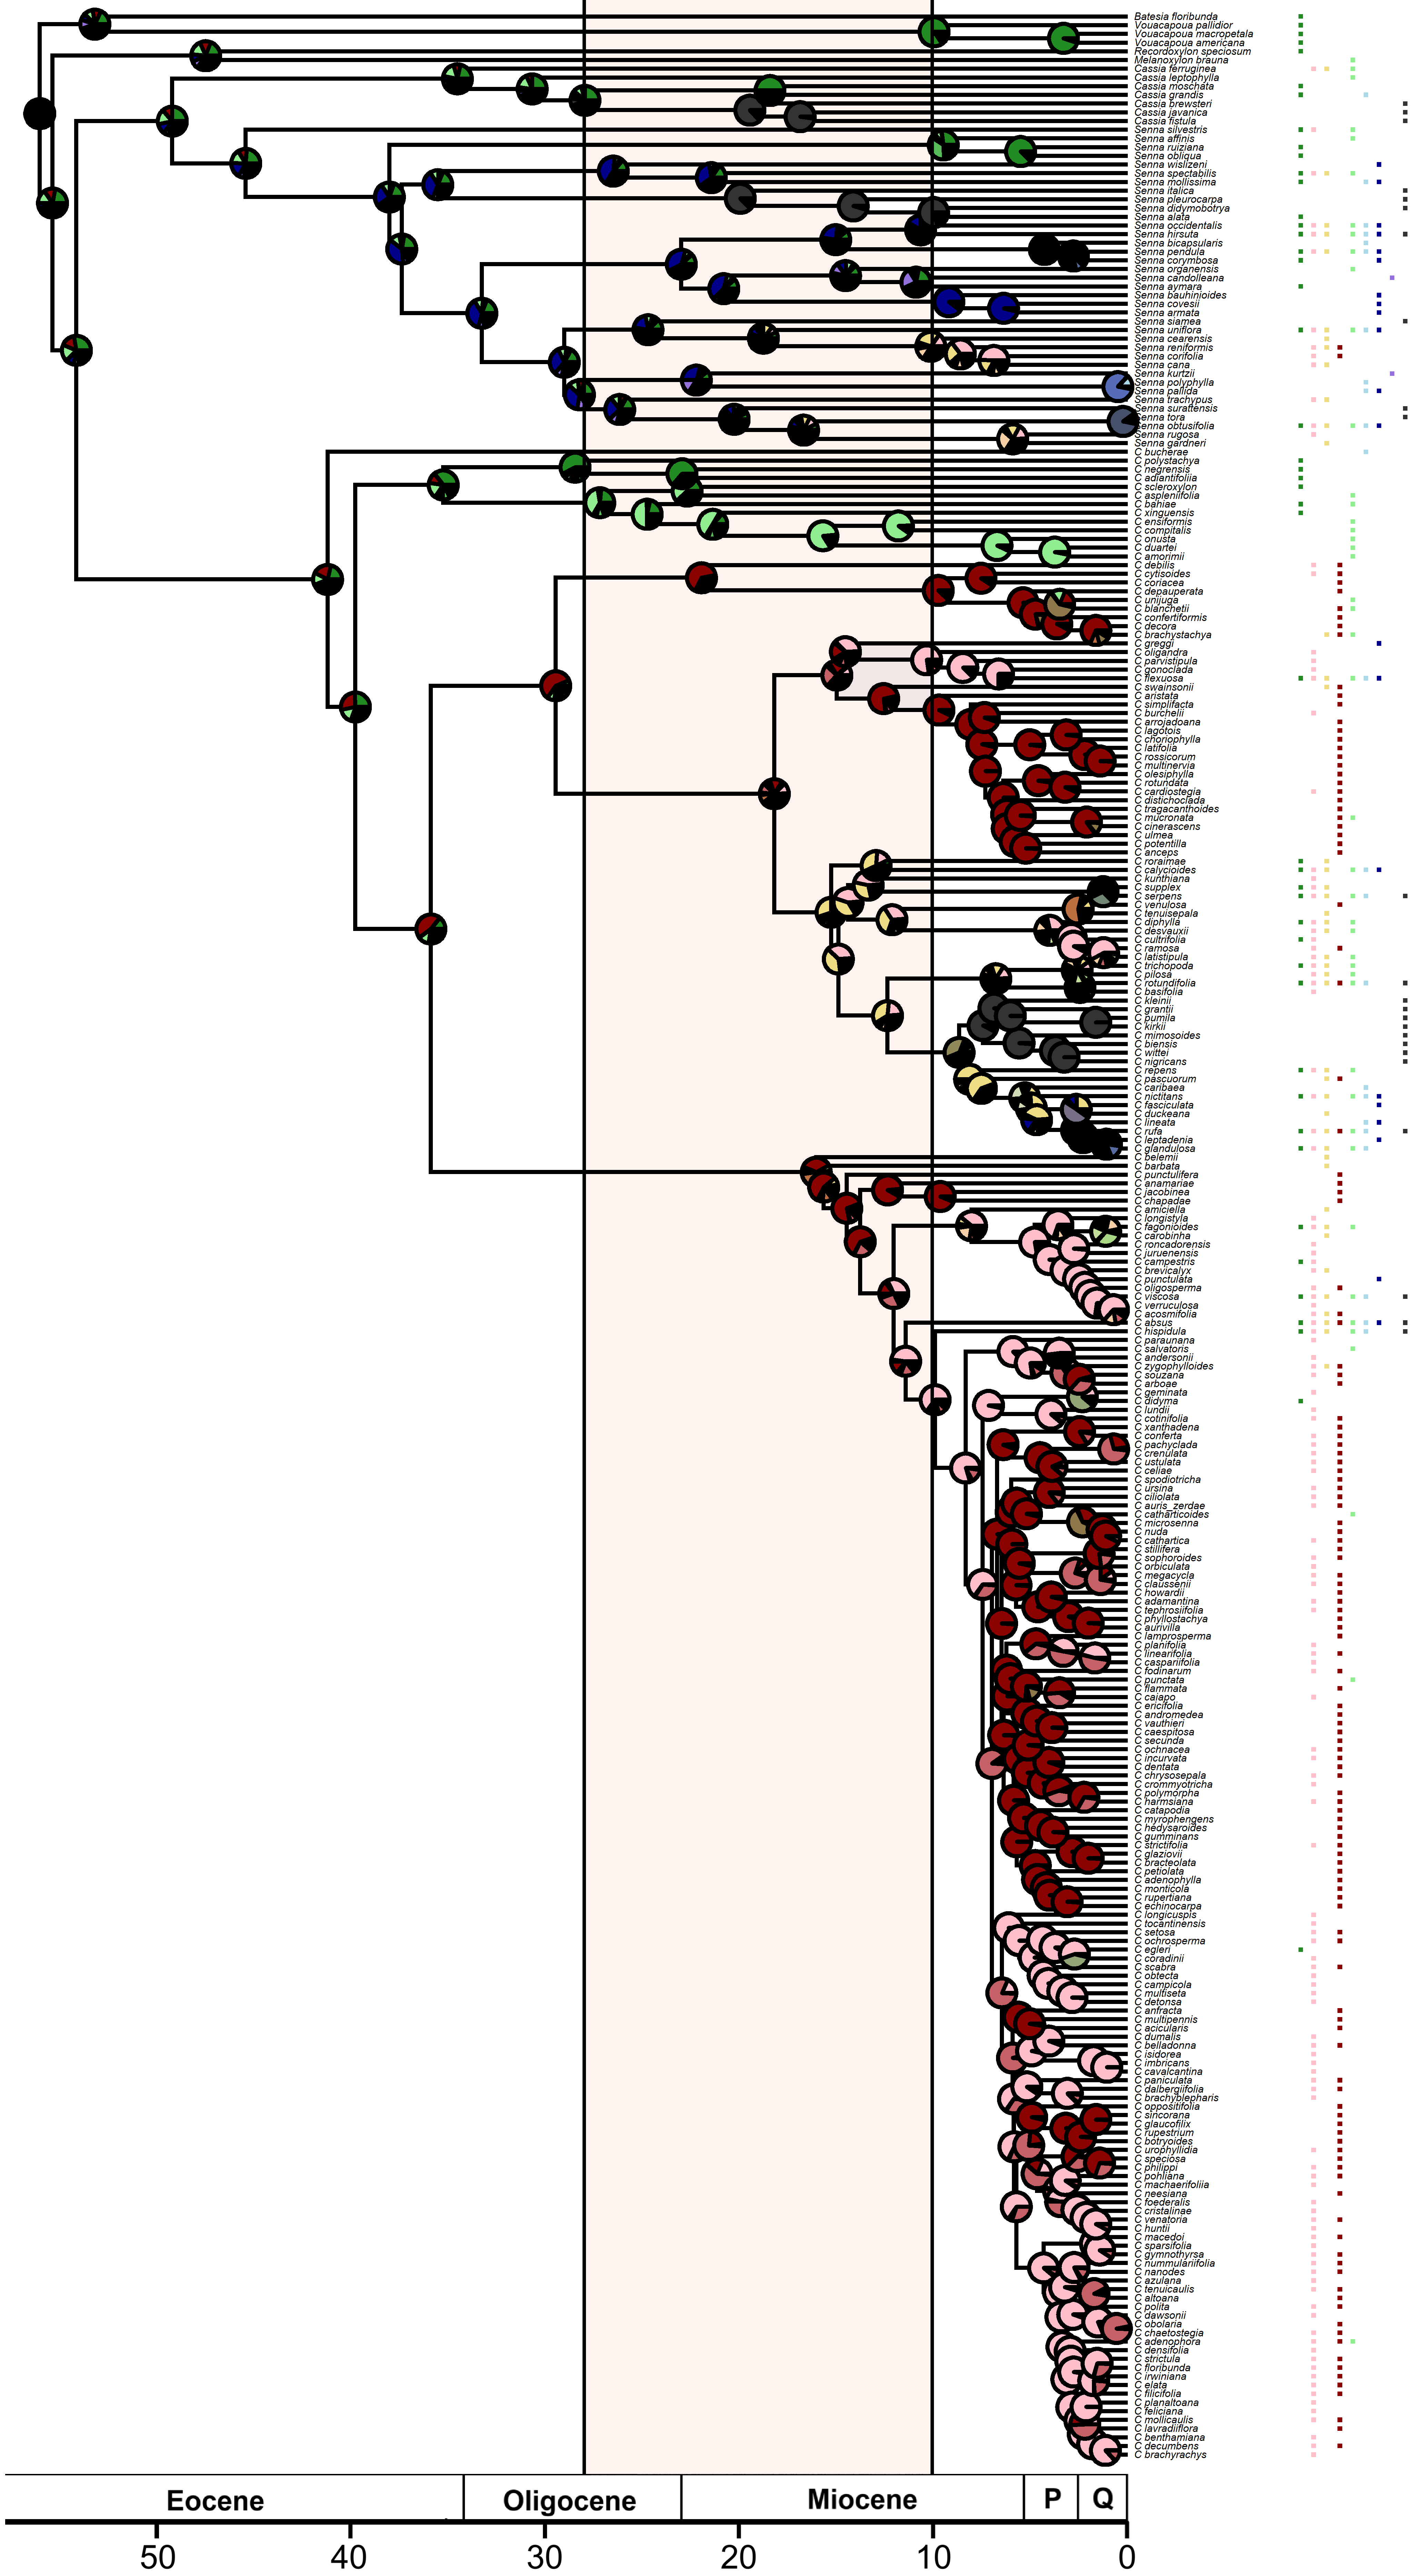 Batesia floribunda
Vouacapoua pallidior
Vouacapoua macropetala
Vouacapoua americana
Recordoxylon speciosum
Melanoxylon brauna
Cassia ferruginea
Cassia leptophylla
Cassia moschata
Cassia grandis
Cassia brewsteri
Cassia javanica
Cassia fistula
Senna silvestris
Senna affinis
Senna ruiziana
Senna obliqua
Senna wislizeni
Senna spectabilis
Senna mollissima
Senna italica
Senna pleurocarpa
Senna didymobotrya
Senna alata
Senna occidentalis
Senna hirsuta
Senna bicapsularis
Senna pendula
Senna corymbosa
Senna organensis
Senna candolleana
Senna aymara
Senna bauhinioides
Senna covesii
Senna armata
Senna siamea
Senna uniflora
Senna cearensis
Senna reniformis
Senna corifolia
Senna cana
Senna kurtzii
Senna polyphylla
Senna pallida
Senna trachypus
Senna surattensis
Senna tora
Senna obtusifolia
Senna rugosa
Senna gardneri
C bucherae
C polystachya
C negrensis
C adiantifoliia
C scleroxylon
C aspleniifolia
C bahiae
C xinguensis
C ensiformis
C compitalis
C onusta
C duartei
C amorimii
C debilis
C cytisoides
C coriacea
C depauperata
C unijuga
C blanchetii
C confertiformis
C decora
C brachystachya
C greggi
C oligandra
C parvistipula
C gonoclada
C flexuosa
C swainsonii
C aristata
C simplifacta
C burchelii
C arrojadoana
C lagotois
C choriophylla
C latifolia
C rossicorum
C multinervia
C olesiphylla
C rotundata
C cardiostegia
C distichoclada
C tragacanthoides
C mucronata
C cinerascens
C ulmea
C potentilla
C anceps
C roraimae
C calycioides
C kunthiana
C supplex
C serpens
C venulosa
C tenuisepala
C diphylla
C desvauxii
C cultrifolia
C ramosa
C latistipula
C trichopoda
C pilosa
C rotundifolia
C basifolia
C kleinii
C grantii
C pumila
C kirkii
C mimosoides
C biensis
C wittei
C nigricans
C repens
C pascuorum
C caribaea
C nictitans
C fasciculata
C duckeana
C lineata
C rufa
C leptadenia
C glandulosa
C belemii
C barbata
C punctulifera
C anamariae
C jacobinea
C chapadae
C amiciella
C longistyla
C fagonioides
C carobinha
C roncadorensis
C juruenensis
C campestris
C brevicalyx
C punctulata
C oligosperma
C viscosa
C verruculosa
C acosmifolia
C absus
C hispidula
C paraunana
C salvatoris
C andersonii
C zygophylloides
C souzana
C arboae
C geminata
C didyma
C lundii
C cotinifolia
C xanthadena
C conferta
C pachyclada
C crenulata
C ustulata
C celiae
C spodiotricha
C ursina
C ciliolata
C auris_zerdae
C catharticoides
C microsenna
C nuda
C cathartica
C stillifera
C sophoroides
C orbiculata
C megacycla
C claussenii
C howardii
C adamantina
C tephrosiifolia
C phyllostachya
C aurivilla
C lamprosperma
C planifolia
C linearifolia
C caspariifolia
C fodinarum
C punctata
C flammata
C caiapo
C ericifolia
C andromedea
C vauthieri
C caespitosa
C secunda
C ochnacea
C incurvata
C dentata
C chrysosepala
C crommyotricha
C polymorpha
C harmsiana
C catapodia
C myrophengens
C hedysaroides
C gumminans
C strictifolia
C glaziovii
C bracteolata
C petiolata
C adenophylla
C monticola
C rupertiana
C echinocarpa
C longicuspis
C tocantinensis
C setosa
C ochrosperma
C egleri
C coradinii
C scabra
C obtecta
C campicola
C multiseta
C detonsa
C anfracta
C multipennis
C acicularis
C dumalis
C belladonna
C isidorea
C imbricans
C cavalcantina
C paniculata
C dalbergiifolia
C brachyblepharis
C oppositifolia
C sincorana
C glaucofilix
C rupestrium
C botryoides
C urophyllidia
C speciosa
C philippi
C pohliana
C machaerifoliia
C neesiana
C foederalis
C cristalinae
C venatoria
C huntii
C macedoi
C sparsifolia
C gymnothyrsa
C nummulariifolia
C nanodes
C azulana
C tenuicaulis
C altoana
C polita
C dawsonii
C obolaria
C chaetostegia
C adenophora
C densifolia
C strictula
C floribunda
C irwiniana
C elata
C filicifolia
C planaltoana
C feliciana
C mollicaulis
C lavradiiflora
C benthamiana
C decumbens
C brachyrachys
Eocene Oligocene Miocene P Q
50 40 30 20 10 0